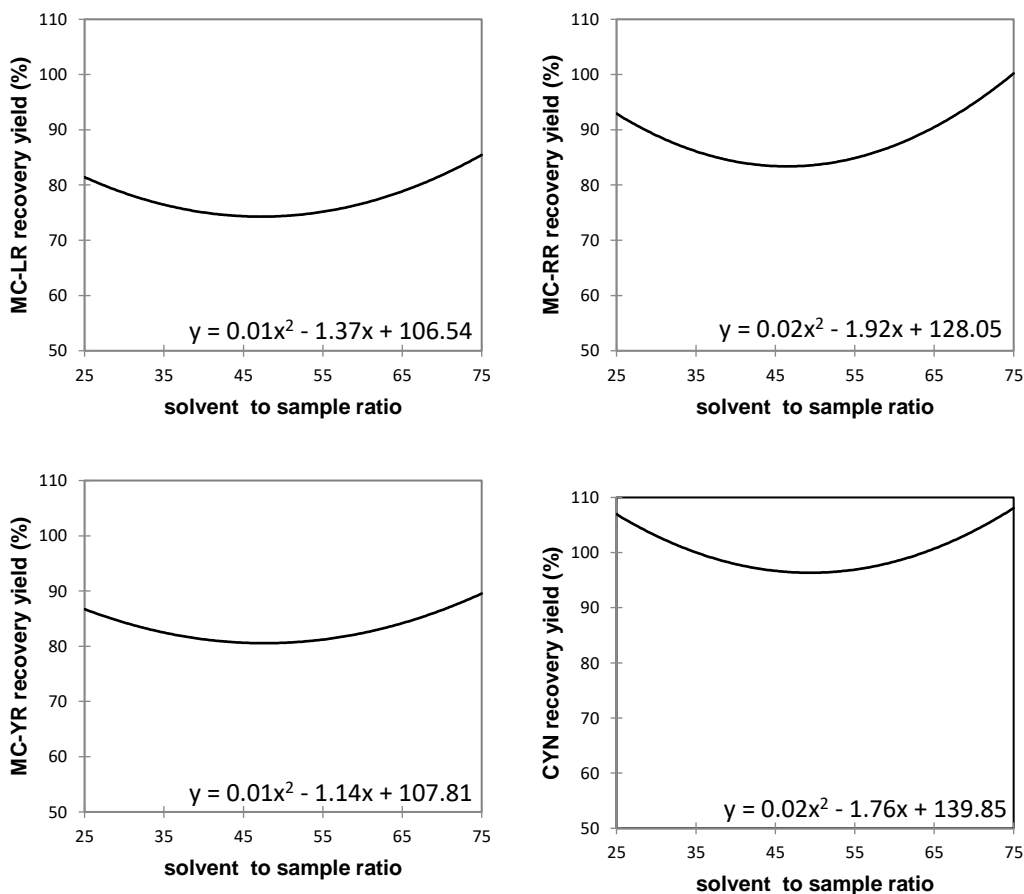 110
100
90
80
70
60
50
MC-LR recovery yield (%)
y = 0.01x² - 1.37x + 106.54
25 35 45 55 65 75
solvent to sample ratio
110
100
90
80
70
60
50
MC-RR recovery yield (%)
y = 0.02x² - 1.92x + 128.05
25 35 45 55 65 75
solvent to sample ratio
110
100
90
80
70
60
50
MC-YR recovery yield (%)
y = 0.01x² - 1.14x + 107.81
25 35 45 55 65 75
solvent to sample ratio
110
100
90
80
70
60
50
CYN recovery yield (%)
y = 0.02x² - 1.76x + 139.85
25 35 45 55 65 75
solvent to sample ratio